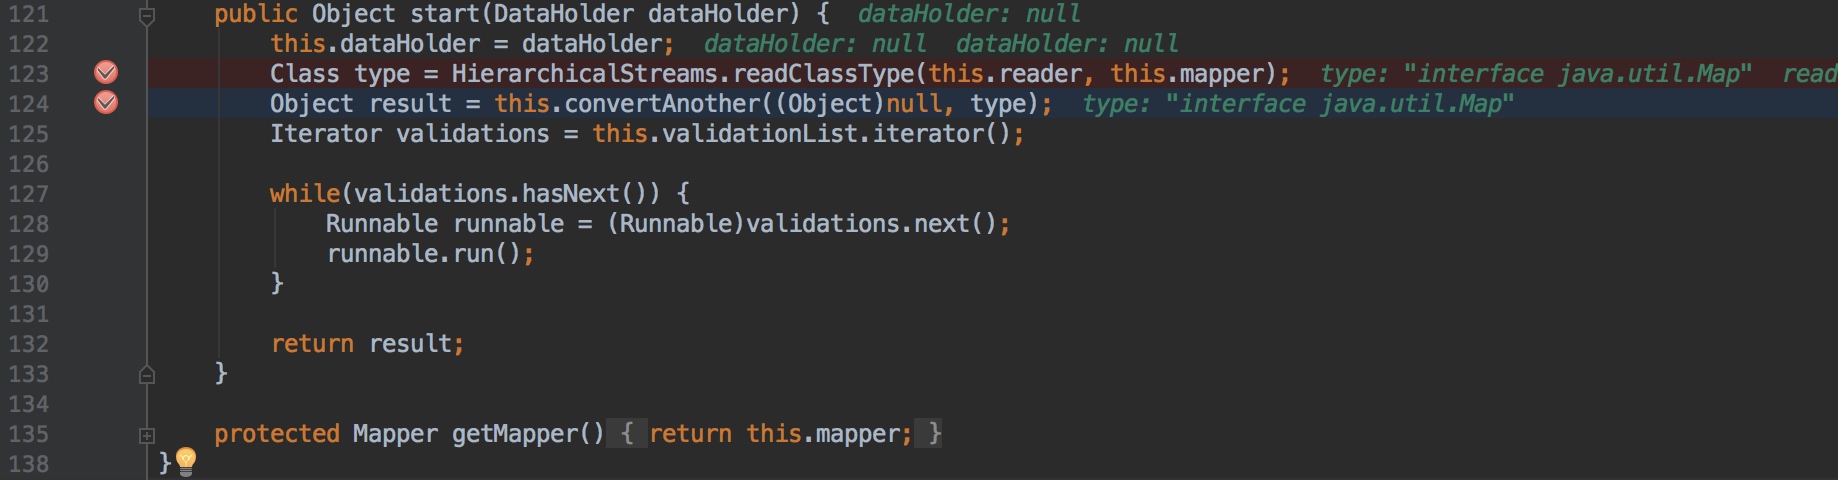 121 public Object start(DataHolder dataHolder) { dataHolder: null
122 this.dataHolder = dataHolder; dataHolder: null dataHolder: null
123 Class type = HierarchicalStreams.readClassType(this.reader, this.mapper); type: "interface java.util.Map" read
124 Object result = this.convertAnother((Object)null, type); type: "interface java.util.Map"
125 Iterator validations = this.validationList.iterator();
126
127 while(validations.hasNext()) {
128 Runnable runnable = (Runnable)validations.next();
129 runnable.run();
130 }
131
132 return result;
133 }
134
135 protected Mapper getMapper() { return this.mapper; }
138 }